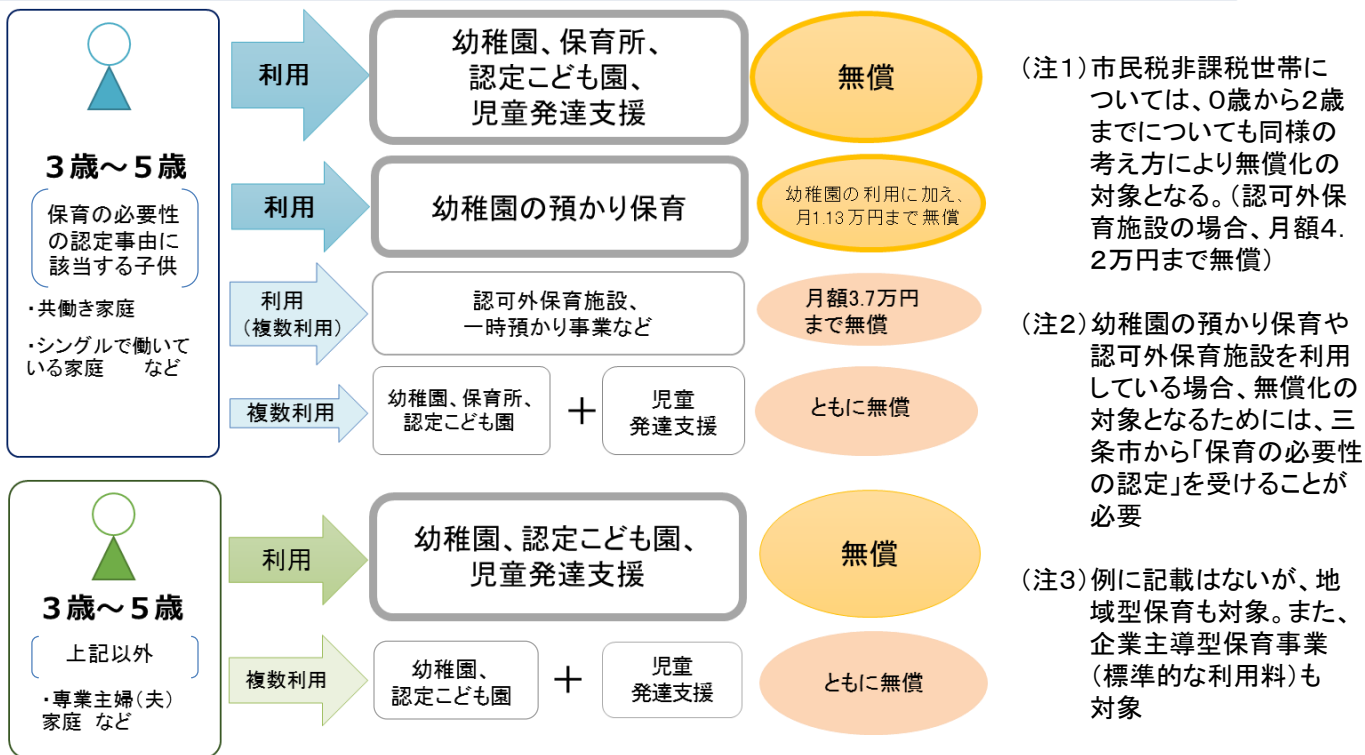 ３歳～５歳
保育の必要性
の認定事由に
該当する子供
・共働き家庭
・シングルで働いて
いる家庭　など
利用
幼稚園、保育所、
認定こども園、
児童発達支援
無償
利用
幼稚園の預かり保育
幼稚園の利用に加え、
月1.13万円まで無償
利用
（複数利用）
認可外保育施設、
一時預かり事業など
月額3.7万円
まで無償
複数利用
幼稚園、保育所、
認定こども園
＋
児童
発達支援
ともに無償
３歳～５歳
上記以外
・専業主婦（夫）
家庭 など
利用
幼稚園、認定こども園、
児童発達支援
無償
複数利用
幼稚園、
認定こども園
＋
児童
発達支援
ともに無償
（注１）市民税非課税世帯に
ついては、０歳から２歳
までについても同様の
考え方により無償化の
対象となる。（認可外保
育施設の場合、月額４．
２万円まで無償）
（注２）幼稚園の預かり保育や
認可外保育施設を利用
している場合、無償化の
対象となるためには、三
条市から「保育の必要性
の認定」を受けることが
必要
（注３）例に記載はないが、地
域型保育も対象。また、
企業主導型保育事業
（標準的な利用料）も
対象